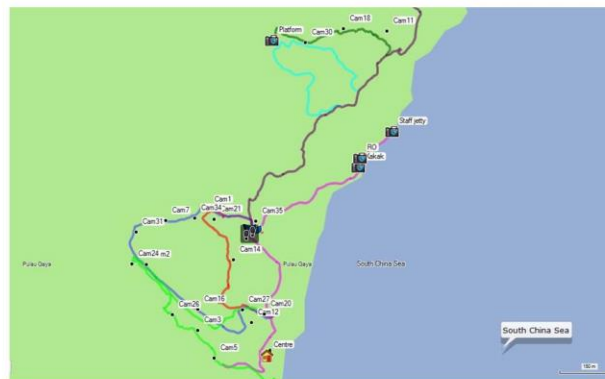 Cam18
Cam11
Platform
Cam30
Staff jetty
RO
Kakak
Cam1
Cam34
Cam21
Cam7
Cam35
Cam31
Cam14
Cam24
m2
Pulau Gaya
Pulau Gaya
South China Sea
Cam16
Cam27
Cam20
Cam26
Cam12
Cam3
South China Sea
Centre
Cam5